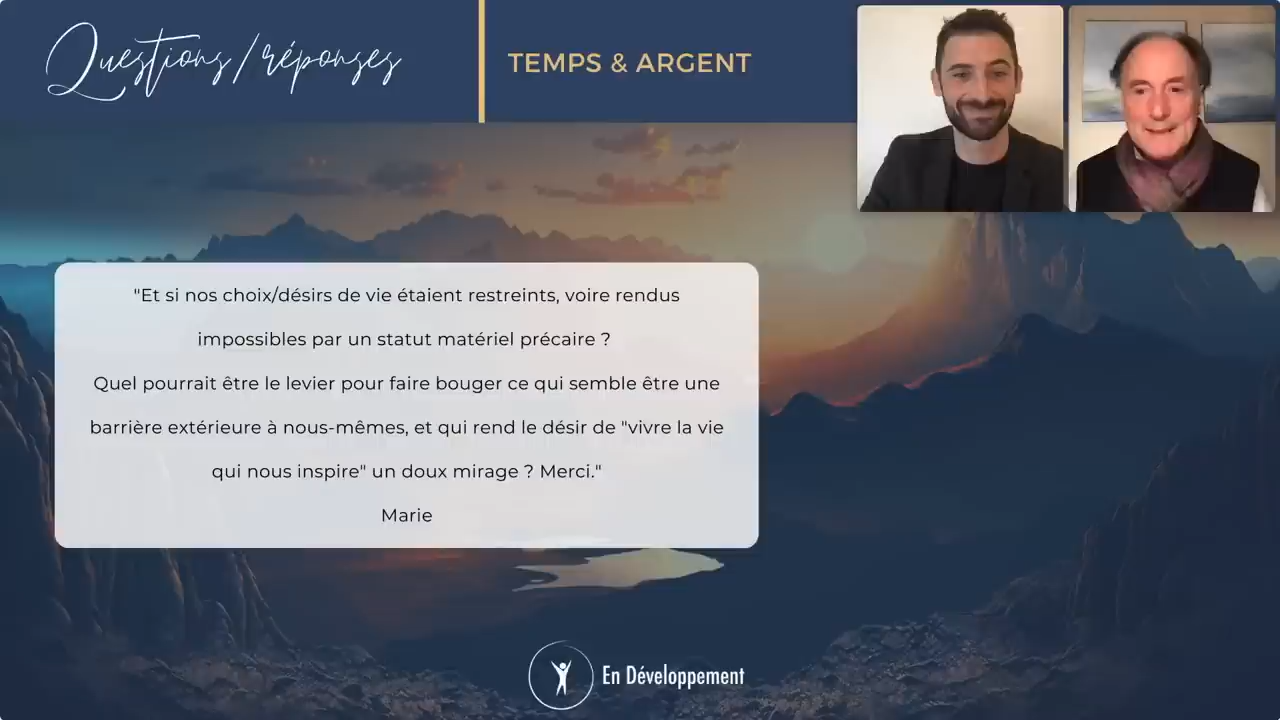 Questions/réponses
TEMPS & ARGENT
"Et si nos choix/désirs de vie étaient restreints, voire rendus
impossibles par un statut matériel précaire ?
Quel pourrait être le levier pour faire bouger ce qui semble être une
barrière extérieure à nous-mêmes, et qui rend le désir de "vivre la vie
qui nous inspire" un doux mirage ? Merci."
Marie
En Développement